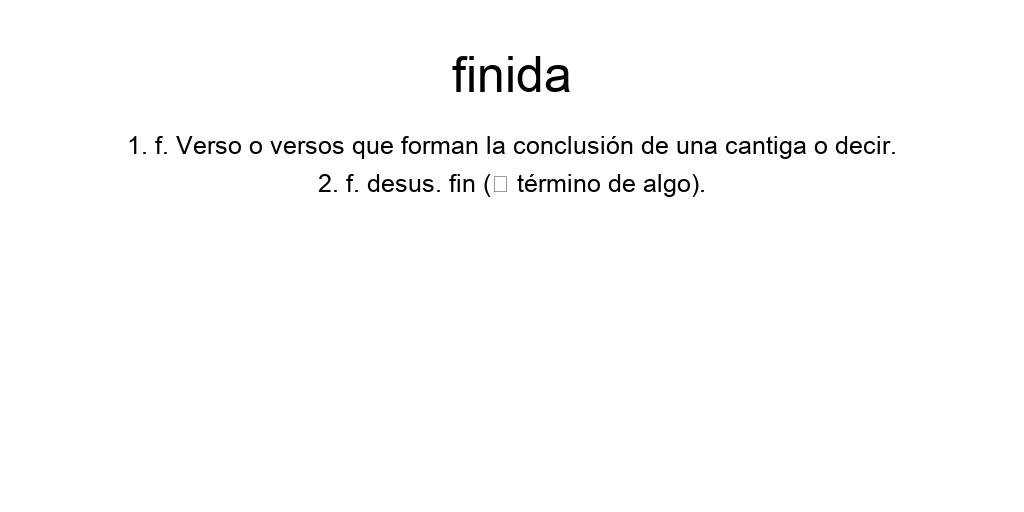 finida
1. f. Verso o versos que forman la conclusión de una cantiga o decir.
2. f. desus. fin (□ término de algo).